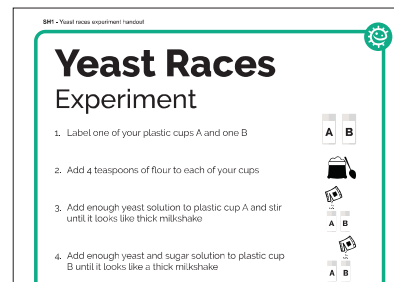 SH1 - Yeast races experiment handout
Yeast Races
Experiment
1. Label one of your plastic cups A and one B
A B
2. Add 4 teaspoons of flour to each of your cups
3. Add enough yeast solution to plastic cup A and stir
until it looks like thick milkshake
A B
4. Add enough yeast and sugar solution to plastic cup
B until it looks like a thick milkshake
A B